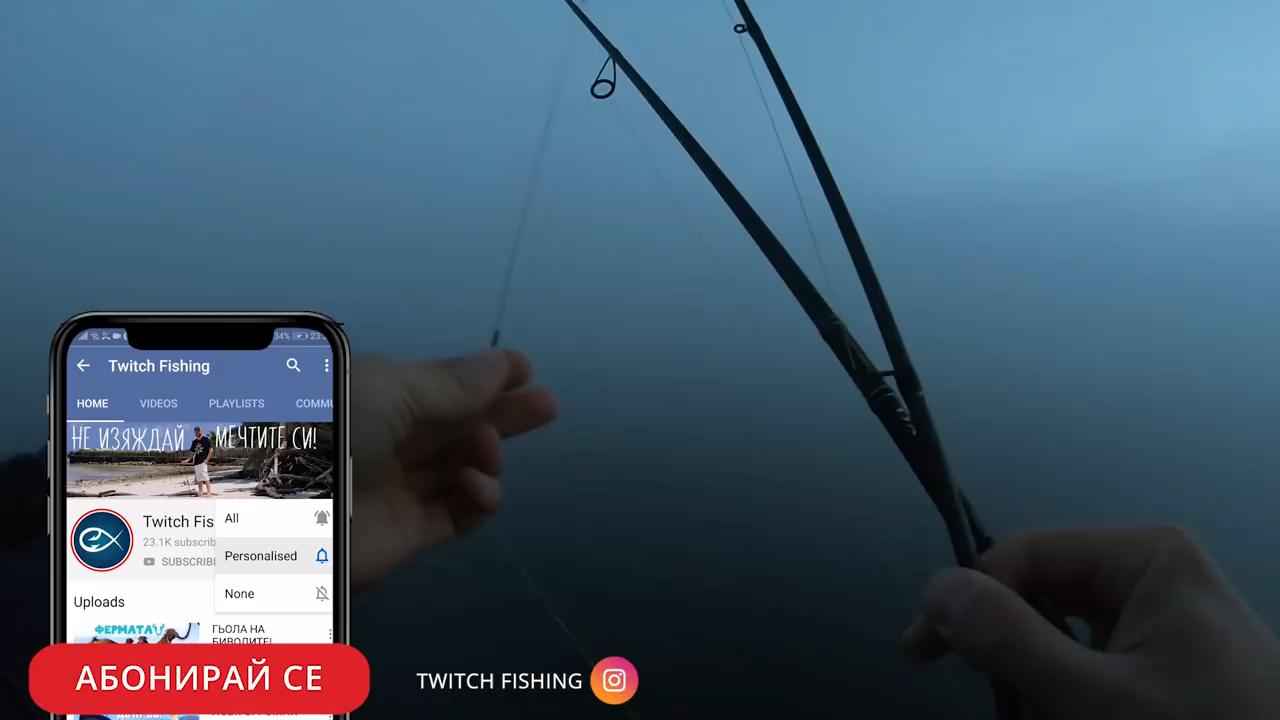 34%
Twitch Fishing
HOME VIDEOS PLAYLISTS
НЕ ИЗЯЖДАЙ МЕЧТИТЕ СИ!
Twitch Fis
23.1K subscrib
SUBSCRIB
All
Personalised
None
Uploads
ФЕРМАТА
ГЬОЛА НА
БИВОЛИТЕ!
АБОНИРАЙ СЕ
TWITCH FISHING